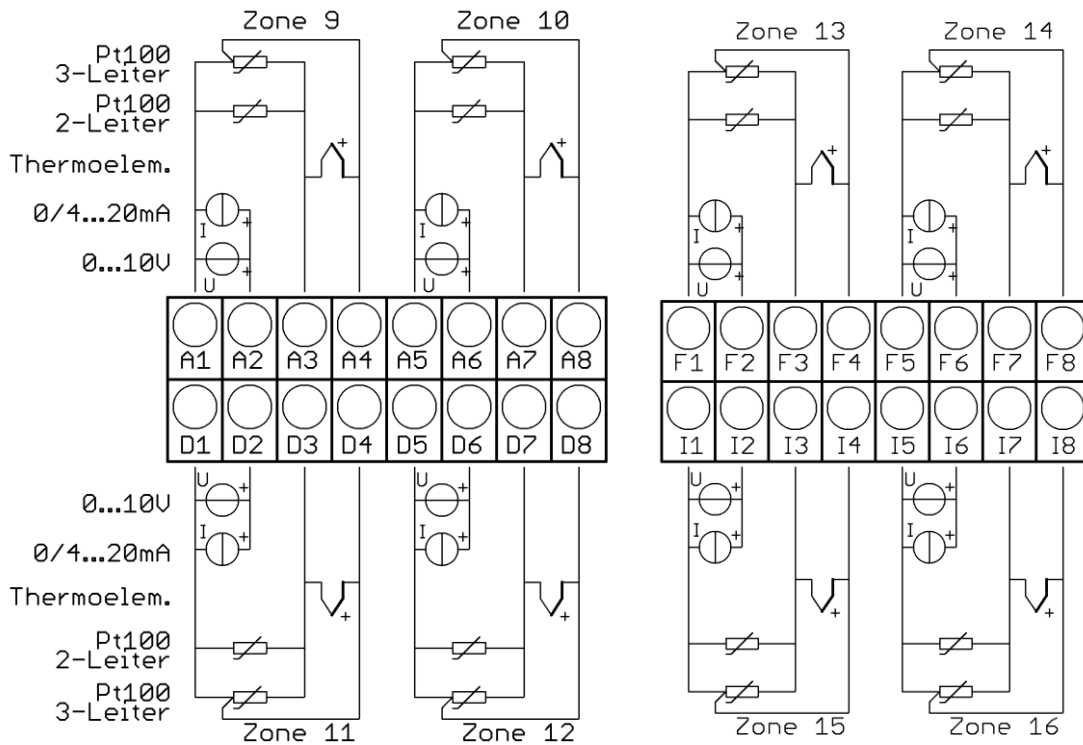 Zone 9 Zone 10 Zone 13 Zone 14
Pt100
3-Leiter
Pt100
2-Leiter
Thermoelem. + + + +
0/4...20mA + + + +
I I I I
0...10V + + + +
U U U U
A1 A2 A3 A4 A5 A6 A7 A8 F1 F2 F3 F4 F5 F6 F7 F8
D1 D2 D3 D4 D5 D6 D7 D8 I1 I2 I3 I4 I5 I6 I7 I8
U U U U
0...10V + + + +
I I I I
0/4...20mA + + + +
Thermoelem. + + + +
Pt100
2-Leiter
Pt100
3-Leiter
Zone 11 Zone 12 Zone 15 Zone 16